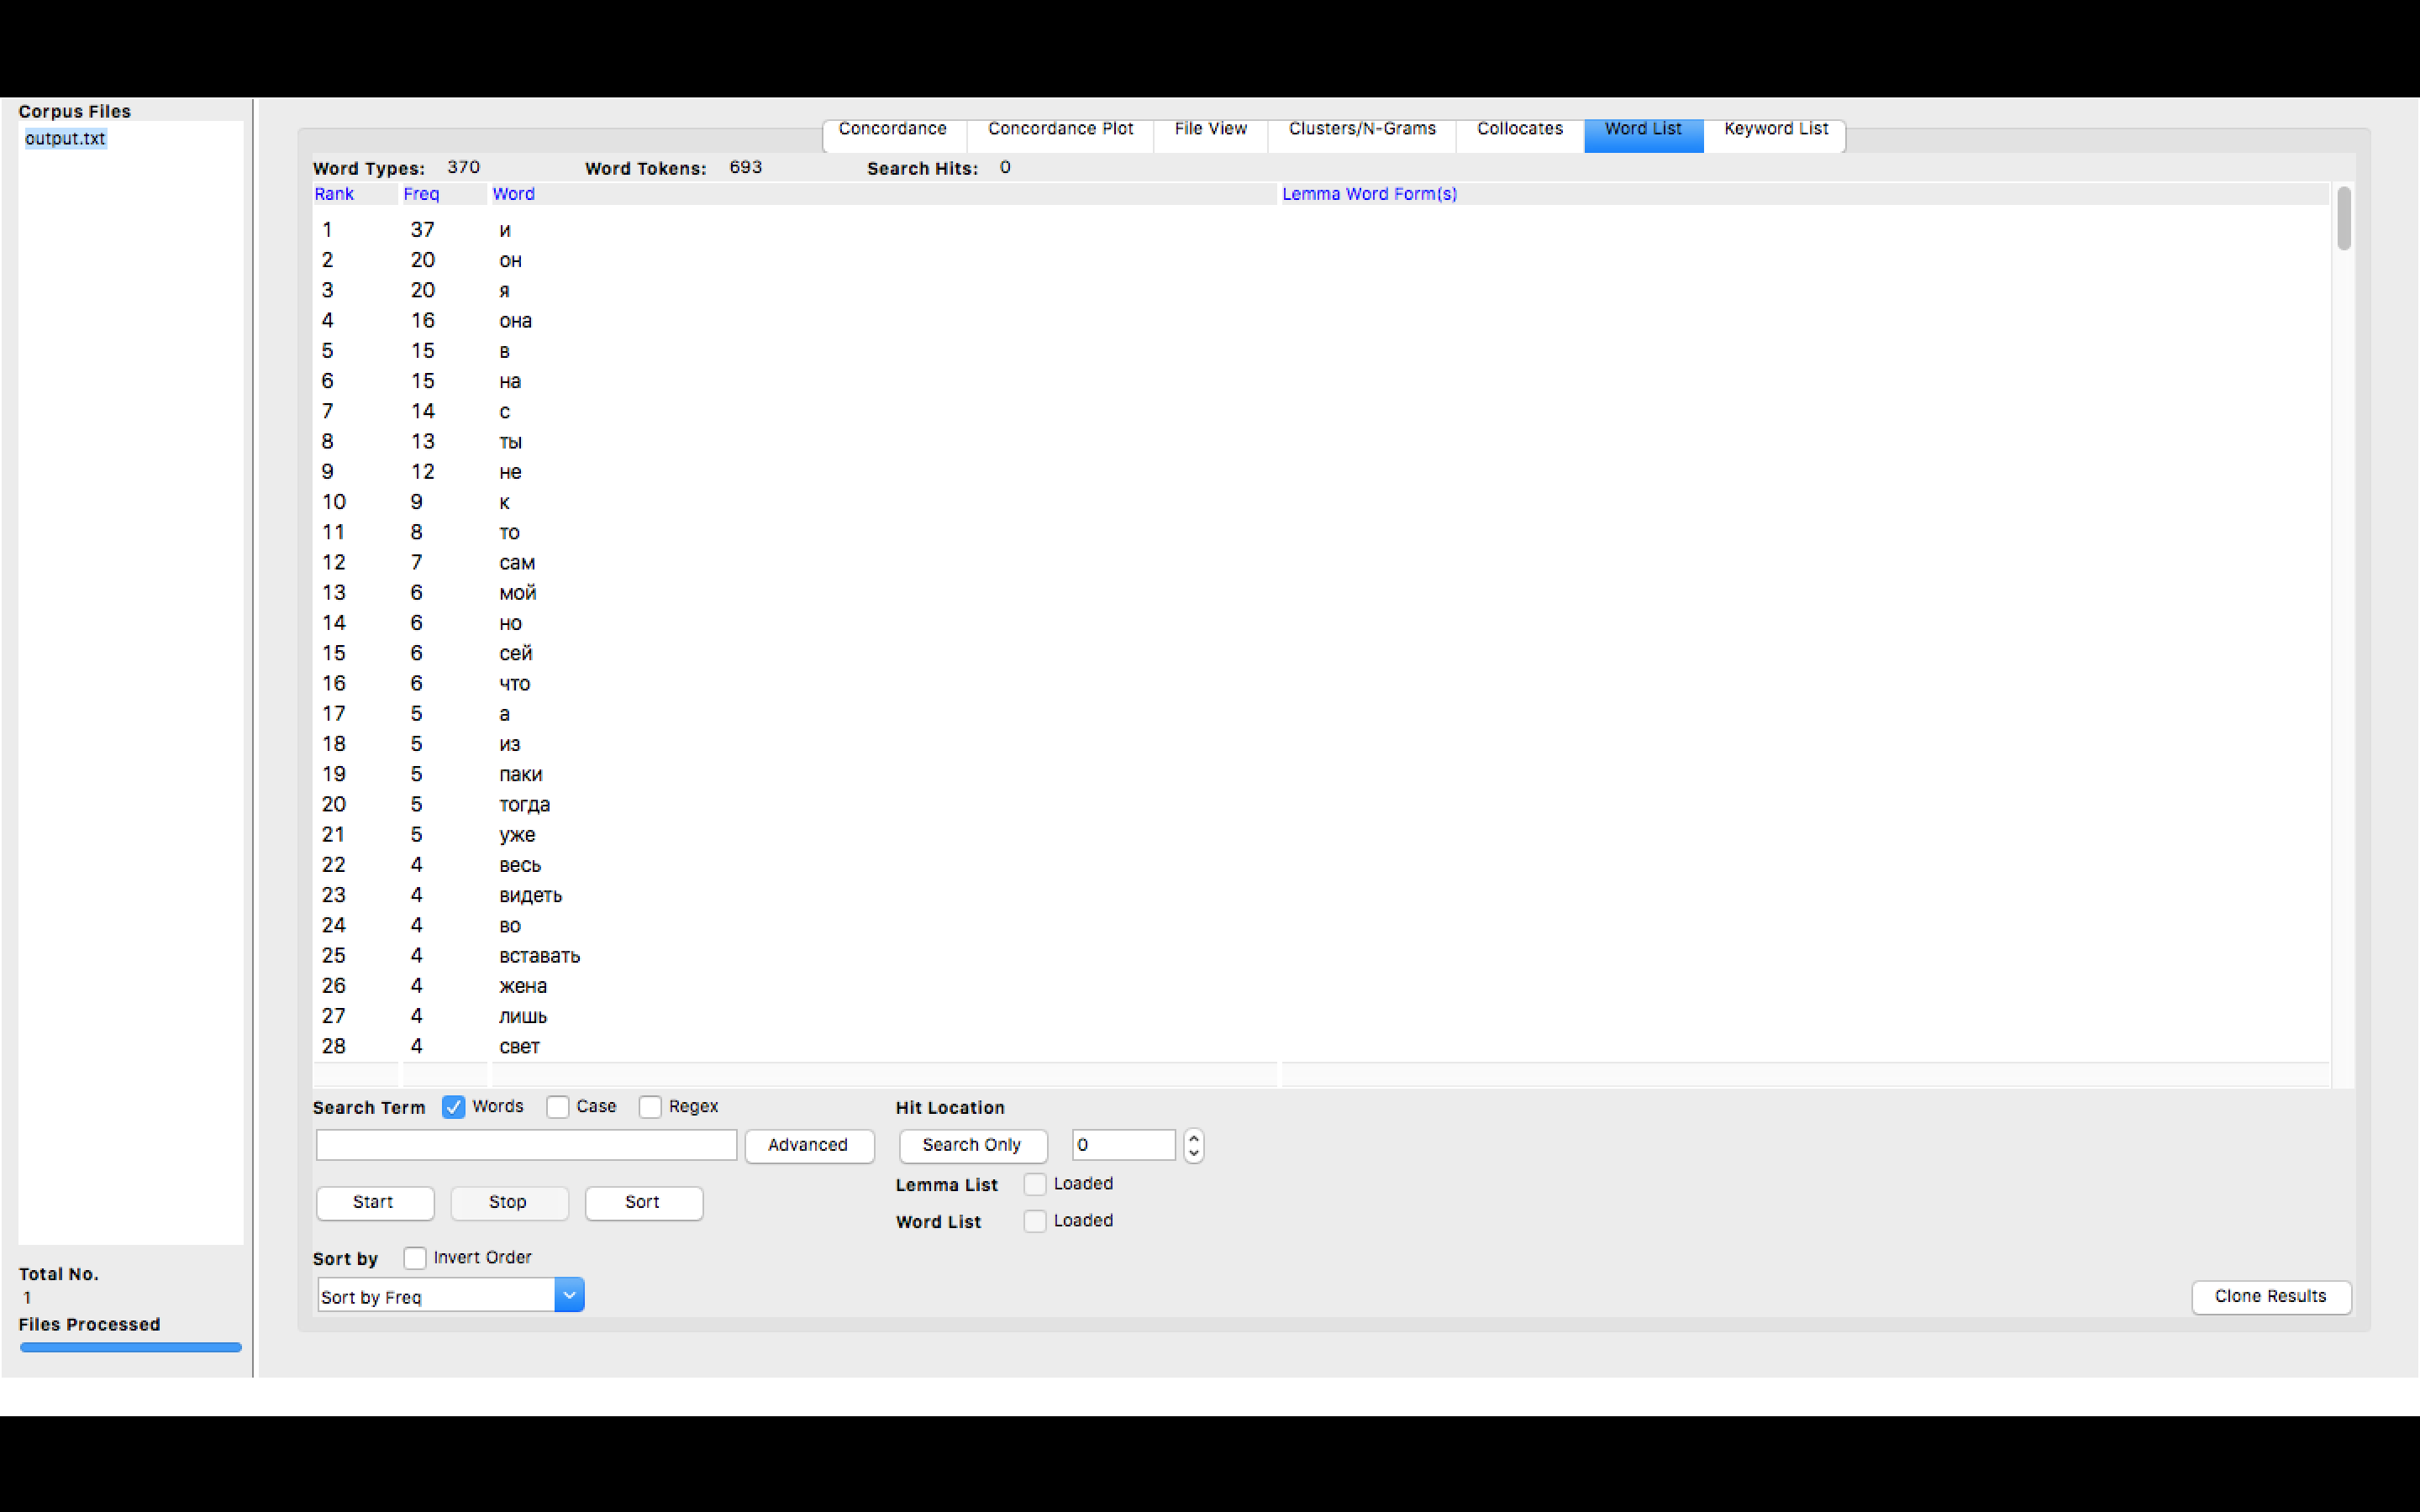 Corpus Files
output.txt
Concordance Concordance Plot File View Clusters/N-Grams Collocates Word List Keyword List
Word Types: 370 Word Tokens: 693 Search Hits: 0
Rank Freq Word Lemma Word Form(s)
1 37 и
2 20 он
3 20 я
4 16 она
5 15 в
6 15 на
7 14 с
8 13 ты
9 12 не
10 9 к
11 8 то
12 7 сам
13 6 мой
14 6 но
15 6 сей
16 6 что
17 5 а
18 5 из
19 5 паки
20 5 тогда
21 5 уже
22 4 весь
23 4 видеть
24 4 во
25 4 вставать
26 4 жена
27 4 лишь
28 4 свет
Search Term Words Case Regex Hit Location
Advanced Search Only 0
Lemma List Loaded
Start Stop Sort
Word List Loaded
Sort by Invert Order
Sort by Freq
Clone Results
Total No.
1
Files Processed